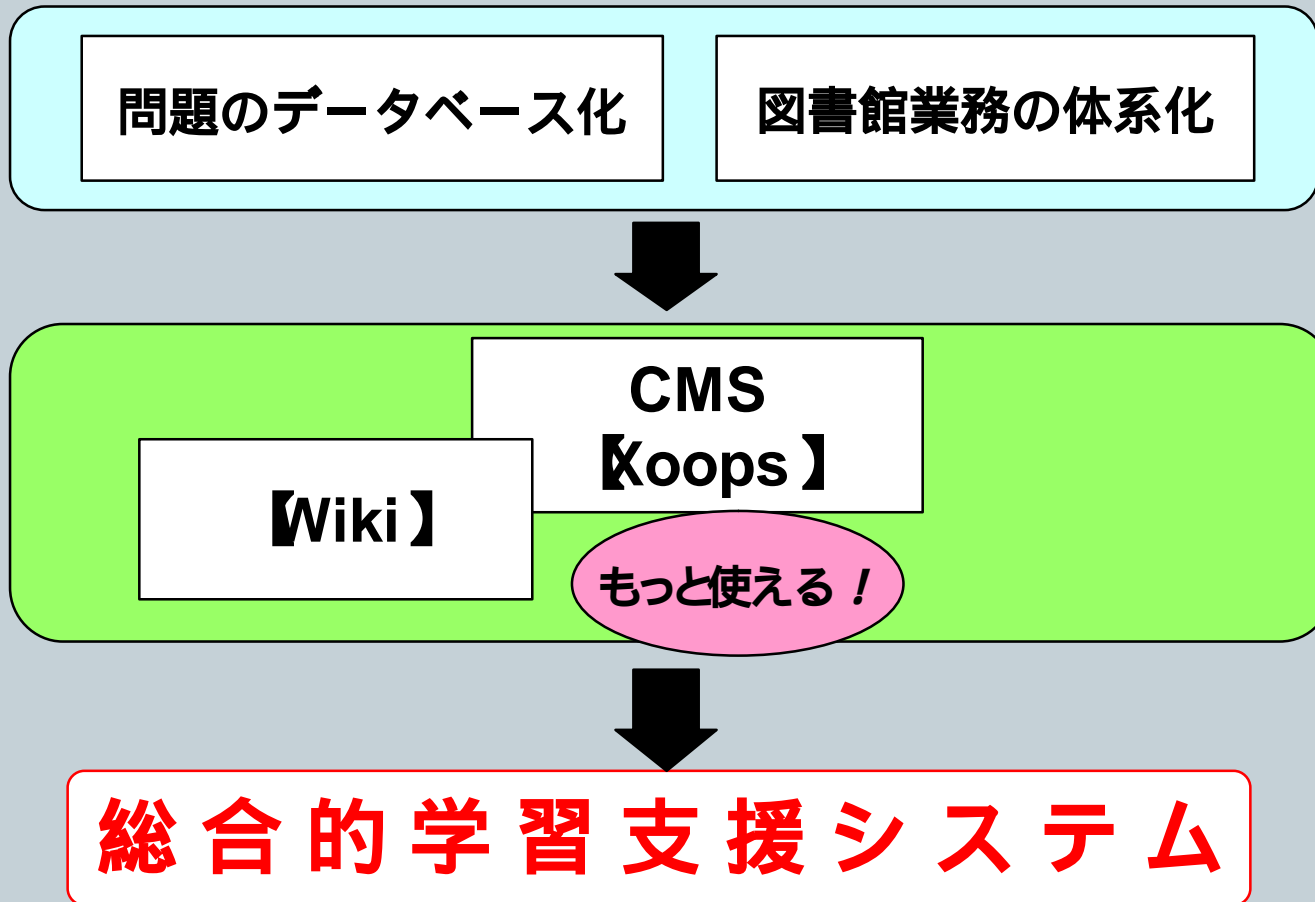 問題のデータベース化
図書館業務の体系化
CMS
【Xoops】
【Wiki】
もっと使える！
総合的学習支援システム